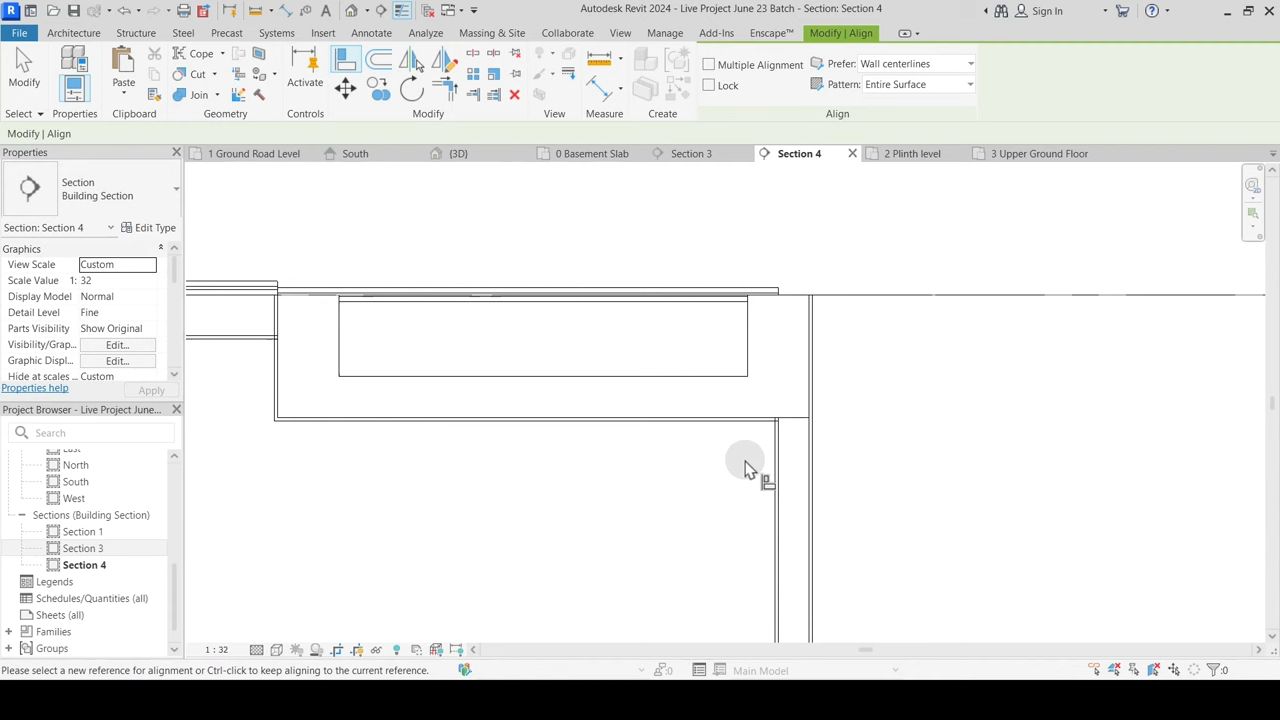 Autodesk Revit 2024 - Live Project June 23 Batch - Section: Section 4
Sign In
File Architecture Structure Steel Precast Systems Insert Annotate Analyze Massing & Site Collaborate View Manage Add-Ins Enscape™ Modify | Align
Modify Paste Cope Cut Join Activate
Multiple Alignment Prefer: Wall centerlines
Lock Pattern: Entire Surface
Select Properties Clipboard Geometry Controls Modify View Measure Create Align
Modify | Align
Properties
1 Ground Road Level South {3D} 0 Basement Slab Section 3 Section 4 2 Plinth level 3 Upper Ground Floor
Section
Building Section
Section: Section 4 Edit Type
Graphics
View Scale Custom
Scale Value 1: 32
Display Model Normal
Detail Level Fine
Parts Visibility Show Original
Visibility/Grap... Edit...
Graphic Displ... Edit...
Hide at scales ... Custom
Properties help Apply
Project Browser - Live Project June...
Search
East
North
South
West
Sections (Building Section)
Section 1
Section 3
Section 4
Legends
Schedules/Quantities (all)
Sheets (all)
Families
Groups
1 : 32
Please select a new reference for alignment or Ctrl-click to keep aligning to the current reference. :0 Main Model :0